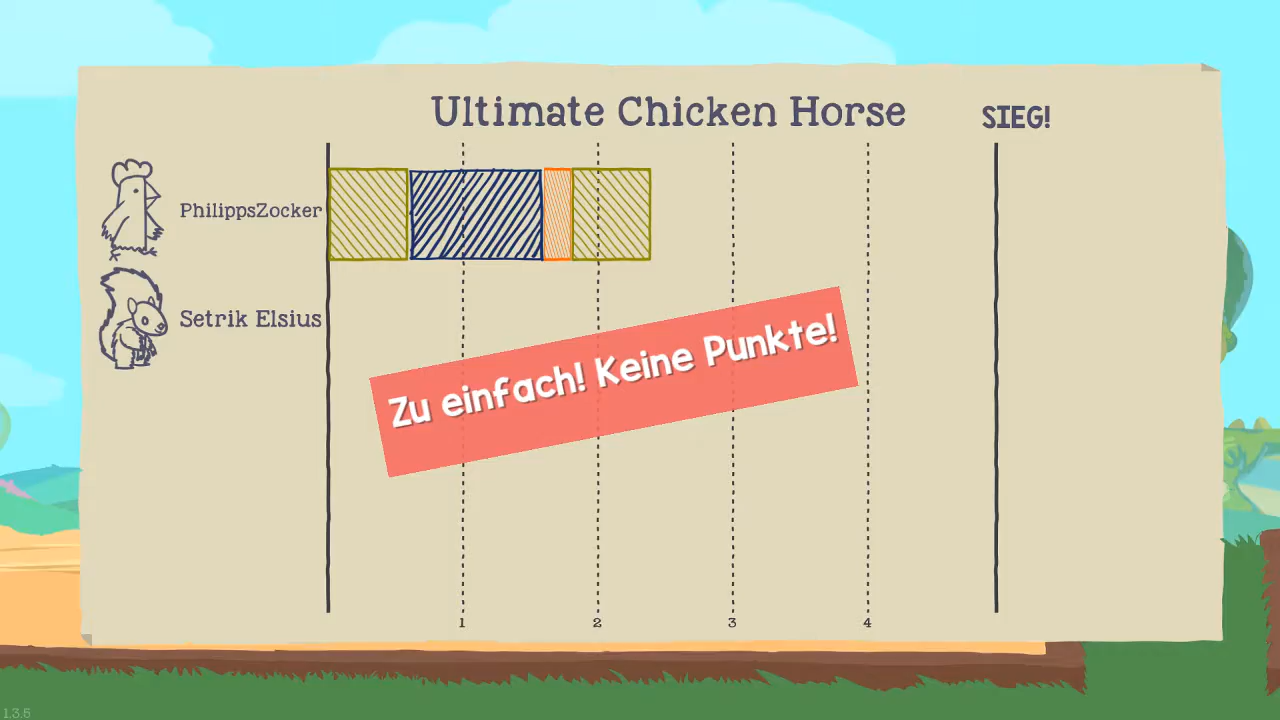 Ultimate Chicken Horse
SIEG!
PhilippsZocker
Setrik Elsius
Zu einfach! Keine Punkte!
1 2 3 4
1.3.5